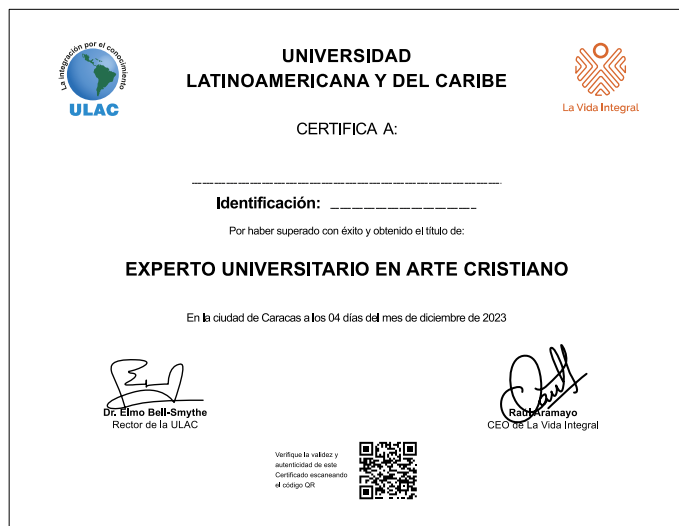 La integración por el conocimiento
ULAC
UNIVERSIDAD
LATINOAMERICANA Y DEL CARIBE
La Vida Integral
CERTIFICA A:
Identificación:
Por haber superado con éxito y obtenido el título de:
EXPERTO UNIVERSITARIO EN ARTE CRISTIANO
En la ciudad de Caracas a los 04 días del mes de diciembre de 2023
Dr. Elmo Bell-Smythe
Rector de la ULAC
Raúl Aramayo
CEO de La Vida Integral
Verifique la validez y
autenticidad de este
Certificado escaneando
el código QR